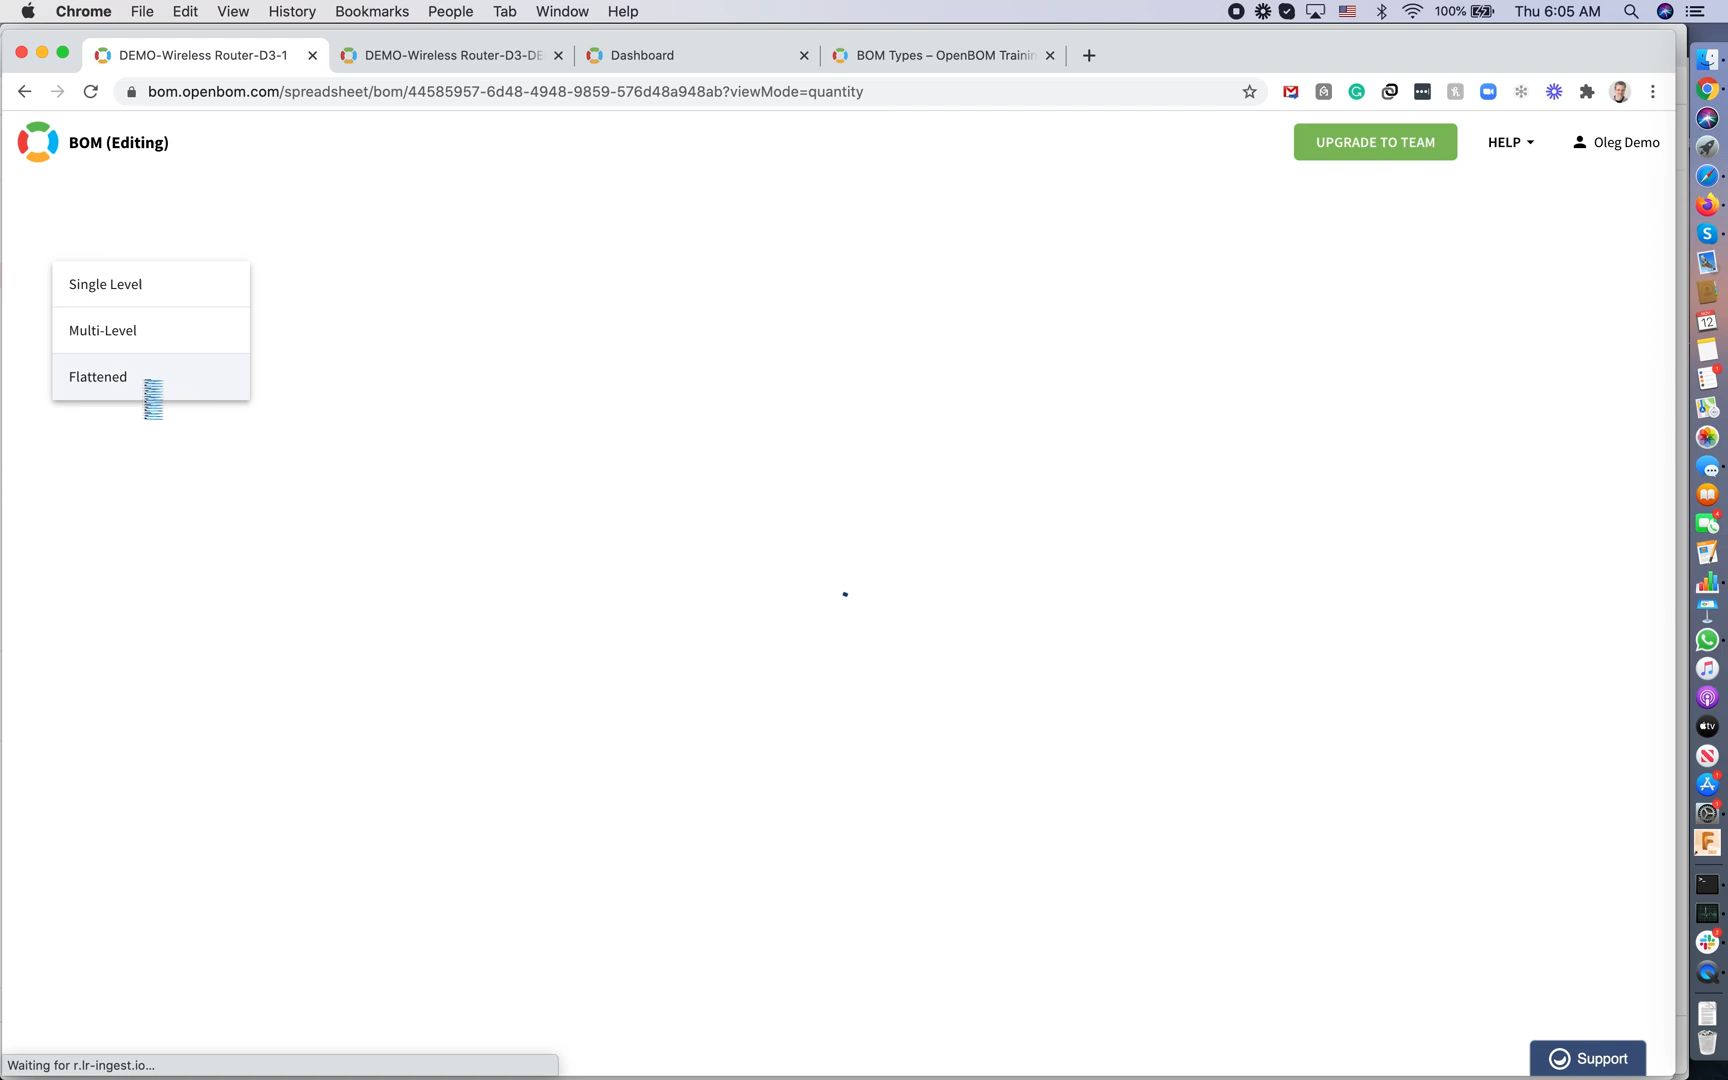 Chrome File Edit View History Bookmarks People Tab Window Help 100% Thu 6:05 AM
DEMO-Wireless Router-D3-1 DEMO-Wireless Router-D3-DE Dashboard BOM Types – OpenBOM Trainin
bom.openbom.com/spreadsheet/bom/44585957-6d48-4948-9859-576d48a948ab?viewMode=quantity
BOM (Editing) UPGRADE TO TEAM HELP Oleg Demo
Single Level
Multi-Level
Flattened
Waiting for r.lr-ingest.io...
Support
12
tv